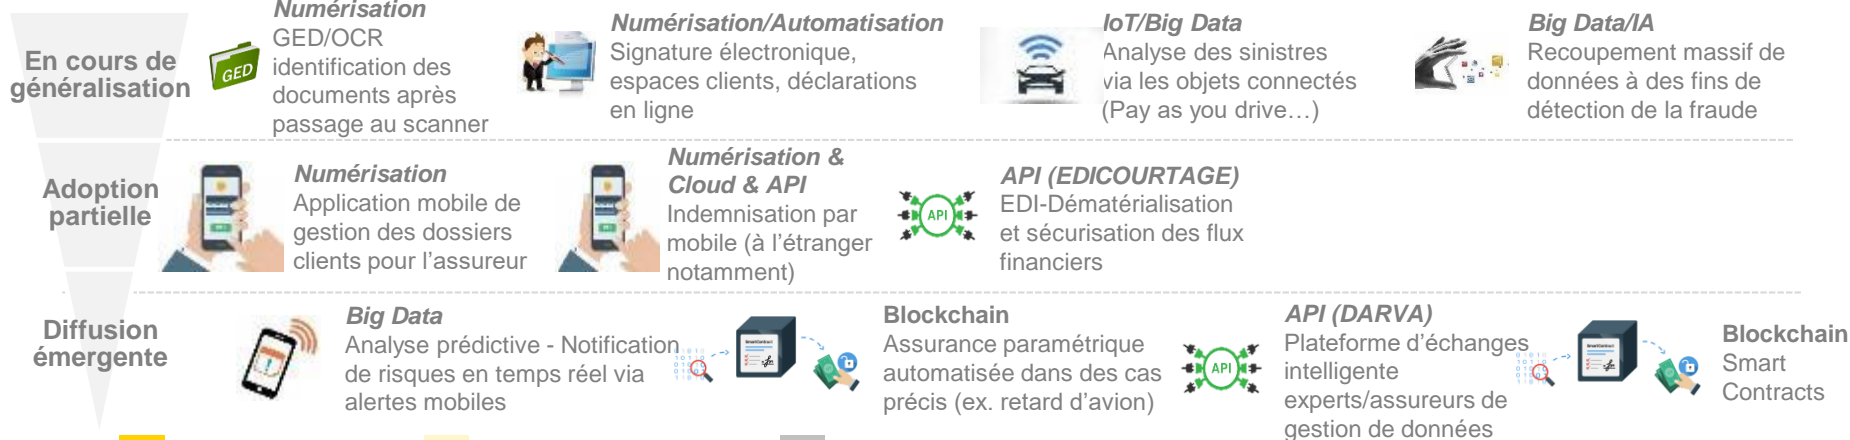 En cours de
généralisation
GED
Numérisation
GED/OCR
identification des
documents après
passage au scanner
Numérisation/Automatisation
Signature électronique,
espaces clients, déclarations
en ligne
IoT/Big Data
Analyse des sinistres
via les objets connectés
(Pay as you drive…)
Big Data/IA
Recoupement massif de
données à des fins de
détection de la fraude
Adoption
partielle
Numérisation
Application mobile de
gestion des dossiers
clients pour l’assureur
Numérisation &
Cloud & API
Indemnisation par
mobile (à l’étranger
notamment)
API
API (EDICOURTAGE)
EDI-Dématérialisation
et sécurisation des flux
financiers
Diffusion
émergente
Big Data
Analyse prédictive - Notification
de risques en temps réel via
alertes mobiles
Blockchain
Assurance paramétrique
automatisée dans des cas
précis (ex. retard d’avion)
API
API (DARVA)
Plateforme d’échanges
intelligente
experts/assureurs de
gestion de données
Blockchain
Smart
Contracts